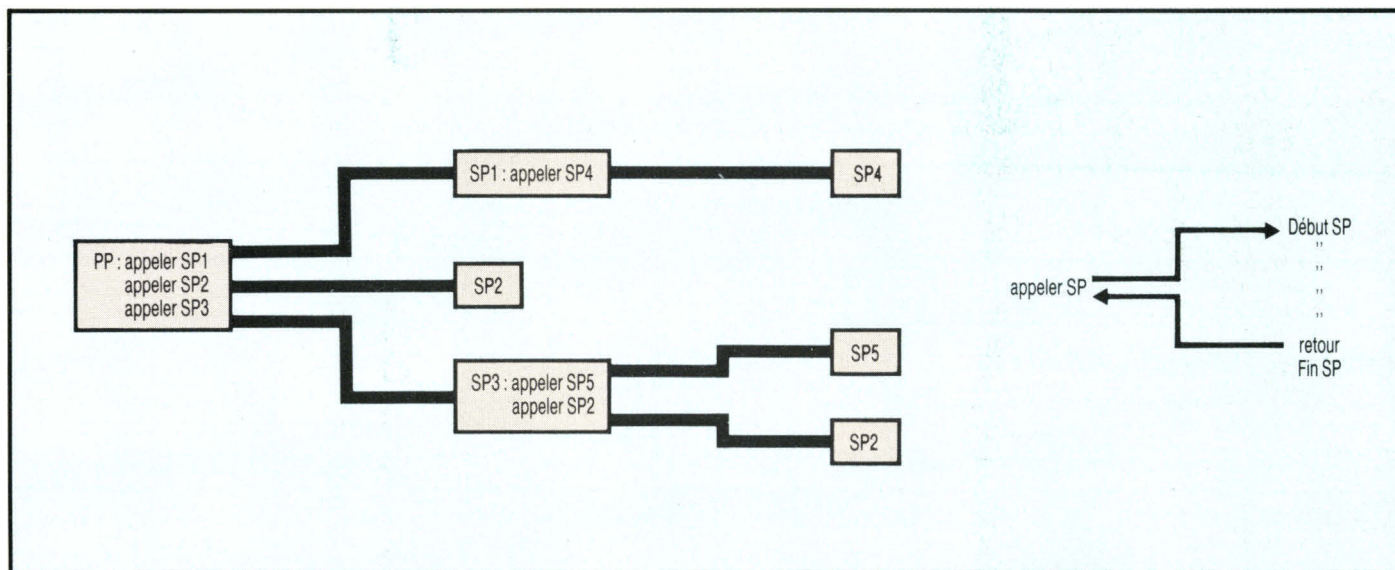 SP1 : appeler SP4
SP4
PP : appeler SP1
appeler SP2
appeler SP3
SP2
SP3 : appeler SP5
appeler SP2
SP5
SP2
appeler SP
Début SP
,,
,,
,,
,,
retour
Fin SP